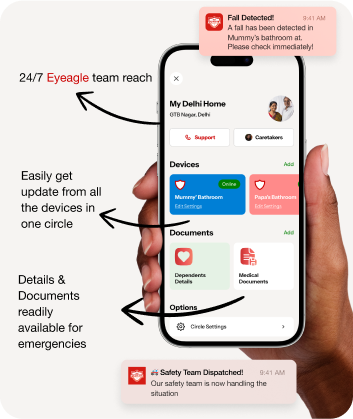 Fall Detected! 9:41 AM
A fall has been detected in
Mummy's bathroom at.
Please check immediately!
24/7 Eyeagle team reach
My Delhi Home
GTB Nagar, Delhi
Support
Caretakers
Devices Add
Online
Mummy' Bathroom
Edit Settings
Papa's Bathroom
Edit Settings
Easily get
update from all
the devices in
one circle
Documents Add
Dependents
Details
Medical
Documents
Details &
Documents
readily
available for
emergencies
Options
Circle Settings
Safety Team Dispatched! 9:41 AM
Our safety team is now handling the
situation